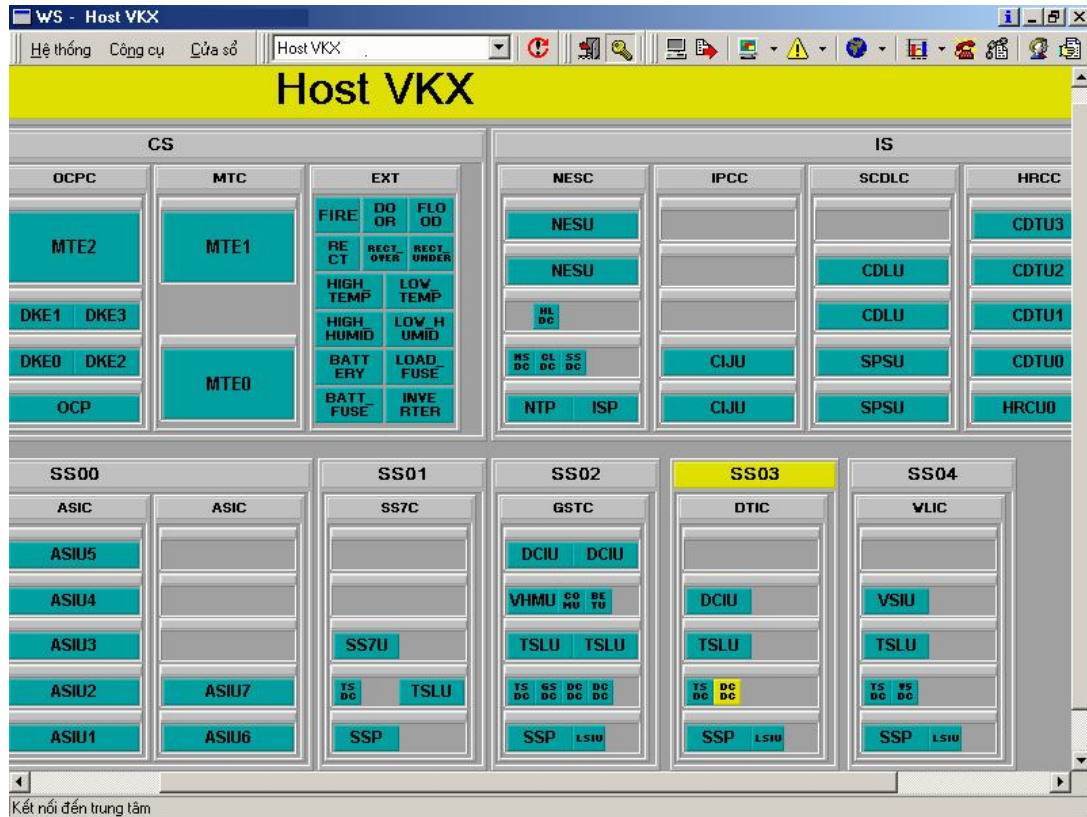 WS - Host VKX
Hệ thống Công cụ Cửa sổ Host VKX
Host VKX
CS IS
OCPC MTC EXT NESC IPCC SCDLC HRCC
MTE2
DKE1 DKE3
DKE0 DKE2
OCP
MTE1
MTE0
FIRE DO OR FLO OD
RE CT RECT_ OVER RECT_ UNDER
HIGH_ TEMP LOW_ TEMP
HIGH_ HUMID LOW_H UMID
BATT ERY LOAD_ FUSE
BATT_ FUSE INVE RTER
NESU
NESU
HL DC
MS DC CL DC SS DC
NTP ISP
CIJU
CIJU
CDLU
CDLU
SPSU
SPSU
CDTU3
CDTU2
CDTU1
CDTU0
HRCU0
SS00 SS01 SS02 SS03 SS04
ASIC ASIC SS7C GSTC DTIC VLIC
ASIU5
ASIU4
ASIU3
ASIU2
ASIU1
ASIU7
ASIU6
SS7U
TS DC TSLU
SSP
DCIU DCIU
VHMU CO MU BE TU
TSLU TSLU
TS DC GS DC DC DC DC DC
SSP LSIU
DCIU
TSLU
TS DC DC DC
SSP LSIU
VSIU
TSLU
TS DC VS DC
SSP LSIU
Kết nối đến trung tâm